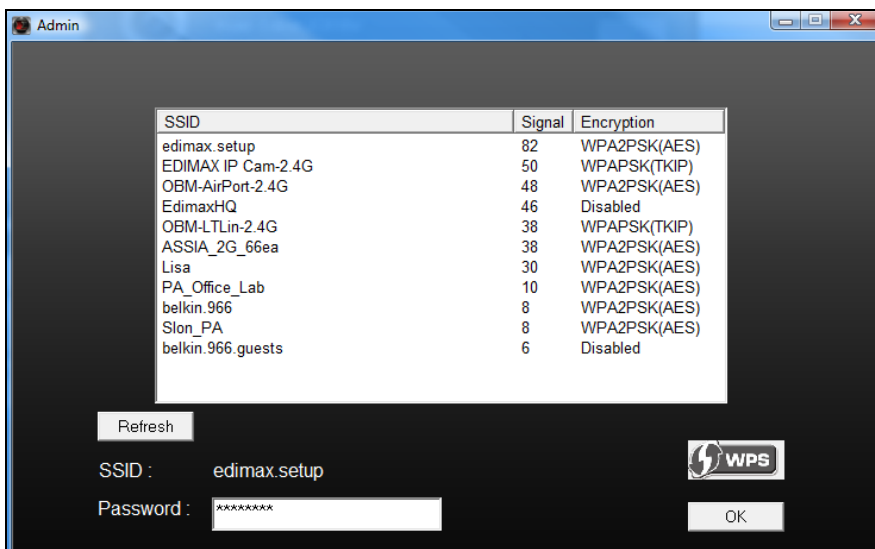 Admin
SSID Signal Encryption
edimax.setup 82 WPA2PSK(AES)
EDIMAX IP Cam-2.4G 50 WPAPSK(TKIP)
OBM-AirPort-2.4G 48 WPA2PSK(AES)
EdimaxHQ 46 Disabled
OBM-LTLin-2.4G 38 WPAPSK(TKIP)
ASSIA_2G_66ea 38 WPA2PSK(AES)
Lisa 30 WPA2PSK(AES)
PA_Office_Lab 10 WPA2PSK(AES)
belkin.966 8 WPA2PSK(AES)
Slon_PA 8 WPA2PSK(AES)
belkin.966.guests 6 Disabled
Refresh
SSID : edimax.setup
WPS
Password : ********
OK